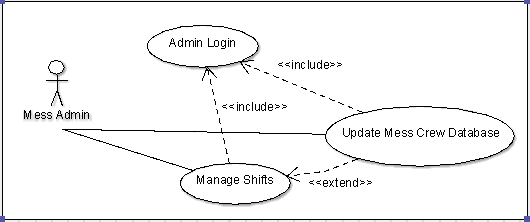 Admin Login
<<include>>
<<include>>
Mess Admin
Update Mess Crew Database
Manage Shifts
<<extend>>